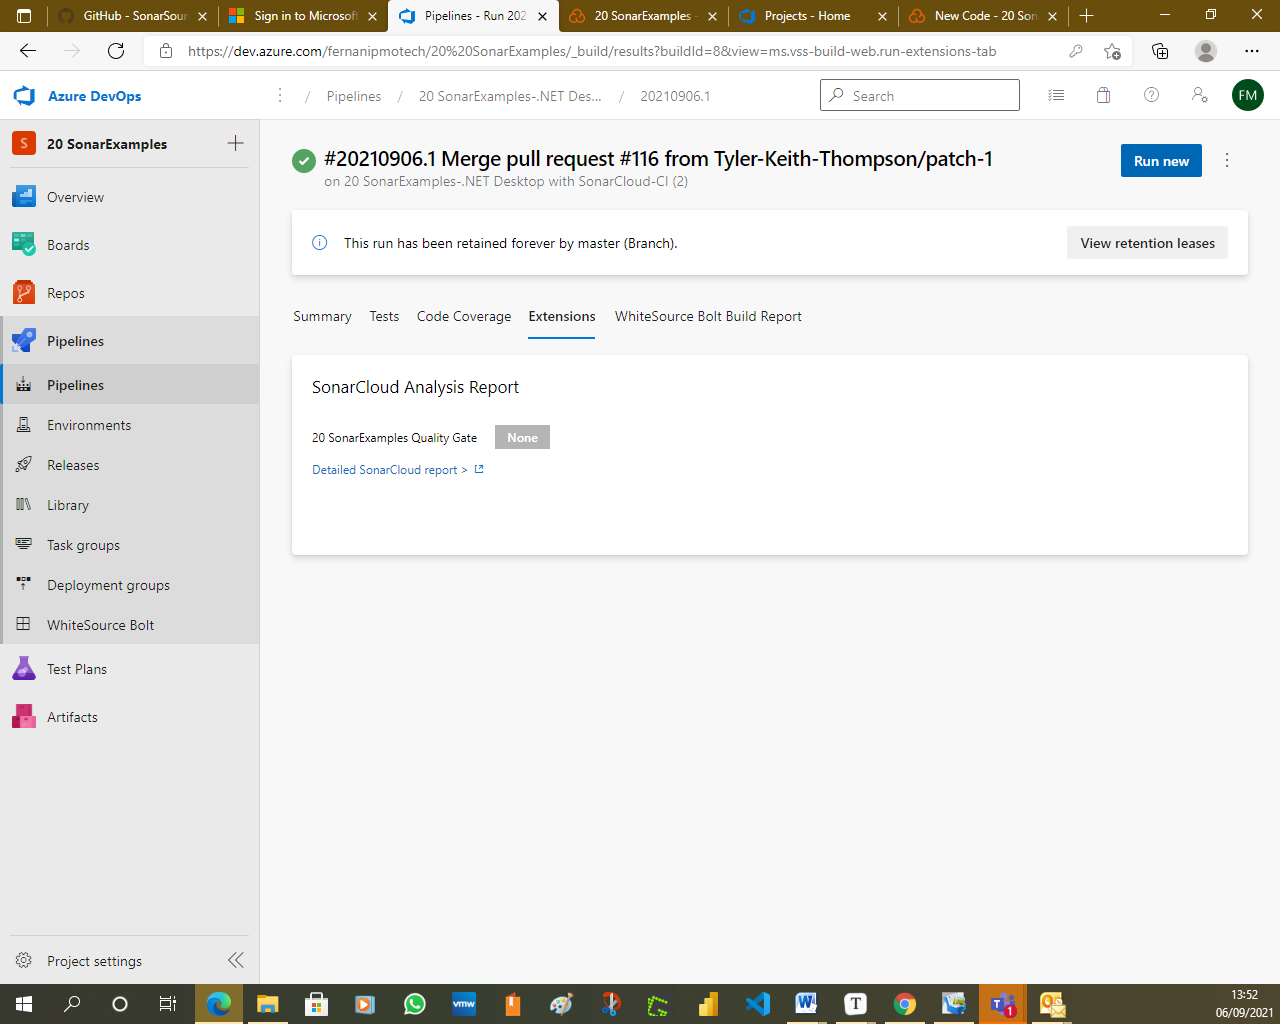 GitHub - SonarSour
Sign in to Microsoft
Pipelines - Run 202
20 SonarExamples -
Projects - Home
New Code - 20 Son
https://dev.azure.com/fernanipmotech/20%20SonarExamples/_build/results?buildId=8&view=ms.vss-build-web.run-extensions-tab
Azure DevOps
/ Pipelines / 20 SonarExamples-.NET Des... / 20210906.1
Search
FM
S 20 SonarExamples
Overview
Boards
Repos
Pipelines
Pipelines
Environments
Releases
Library
Task groups
Deployment groups
WhiteSource Bolt
Test Plans
Artifacts
Project settings
#20210906.1 Merge pull request #116 from Tyler-Keith-Thompson/patch-1
on 20 SonarExamples-.NET Desktop with SonarCloud-CI (2)
Run new
This run has been retained forever by master (Branch).
View retention leases
Summary Tests Code Coverage Extensions WhiteSource Bolt Build Report
SonarCloud Analysis Report
20 SonarExamples Quality Gate None
Detailed SonarCloud report >
vmw
W
T
1
13:52
06/09/2021